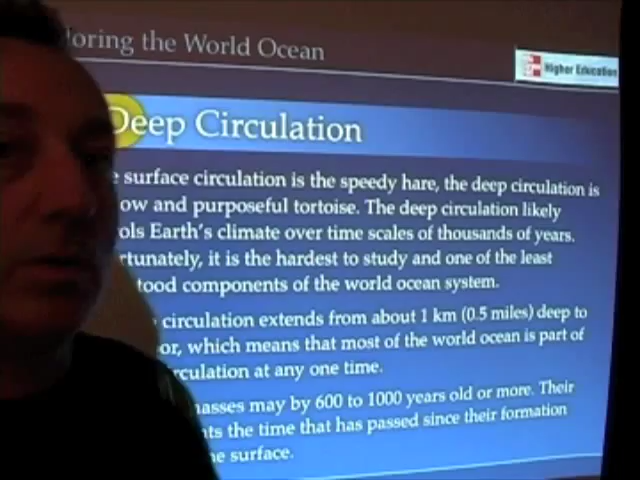 loring the World Ocean
Higher Education
Deep Circulation
e surface circulation is the speedy hare, the deep circulation is
ow and purposeful tortoise. The deep circulation likely
ols Earth's climate over time scales of thousands of years.
rtunately, it is the hardest to study and one of the least
tood components of the world ocean system.
circulation extends from about 1 km (0.5 miles) deep to
or, which means that most of the world ocean is part of
rculation at any one time.
masses may by 600 to 1000 years old or more. Their
nts the time that has passed since their formation
he surface.